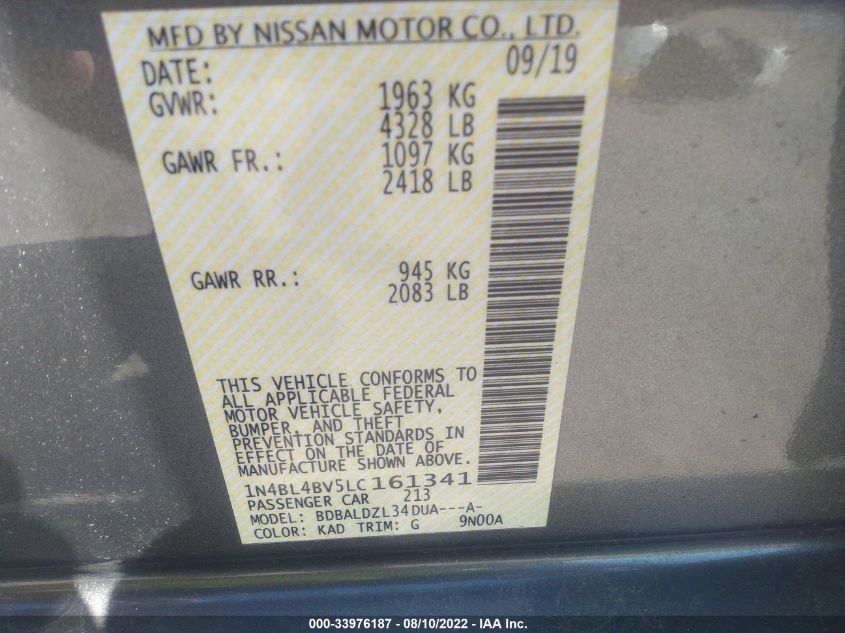 MFD BY NISSAN MOTOR CO., LTD.
DATE: 09/19
GVWR: 1963 KG
4328 LB
GAWR FR.: 1097 KG
2418 LB
GAWR RR.: 945 KG
2083 LB
THIS VEHICLE CONFORMS TO
ALL APPLICABLE FEDERAL
MOTOR VEHICLE SAFETY,
BUMPER, AND THEFT
PREVENTION STANDARDS IN
EFFECT ON THE DATE OF
MANUFACTURE SHOWN ABOVE.
1N4BL4BV5LC161341
PASSENGER CAR 213
MODEL: BDBALDZL34DUA---A-
COLOR: KAD TRIM: G 9N00A
000-33976187 - 08/10/2022 - IAA Inc.